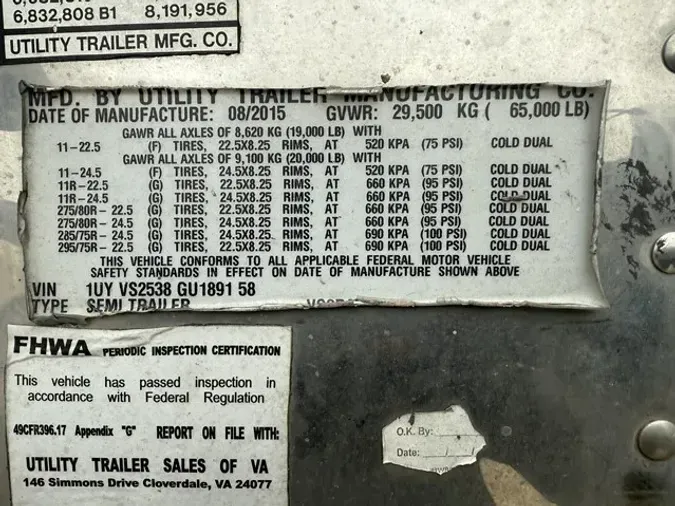 6,832,808 B1 8,191,956
UTILITY TRAILER MFG. CO.
MFD. BY UTILITY TRAILER MANUFACTURING CO.
DATE OF MANUFACTURE: 08/2015 GVWR: 29,500 KG ( 65,000 LB)
GAWR ALL AXLES OF 8,620 KG (19,000 LB) WITH
11-22.5 (F) TIRES, 22.5X8.25 RIMS, AT 520 KPA (75 PSI) COLD DUAL
GAWR ALL AXLES OF 9,100 KG (20,000 LB) WITH
11-24.5 (F) TIRES, 24.5X8.25 RIMS, AT 520 KPA (75 PSI) COLD DUAL
11R-22.5 (G) TIRES, 22.5X8.25 RIMS, AT 660 KPA (95 PSI) COLD DUAL
11R-24.5 (G) TIRES, 24.5X8.25 RIMS, AT 660 KPA (95 PSI) COLD DUAL
275/80R- 22.5 (G) TIRES, 22.5X8.25 RIMS, AT 660 KPA (95 PSI) COLD DUAL
275/80R- 24.5 (G) TIRES, 24.5X8.25 RIMS, AT 660 KPA (95 PSI) COLD DUAL
285/75R- 24.5 (G) TIRES, 24.5X8.25 RIMS, AT 690 KPA (100 PSI) COLD DUAL
295/75R- 22.5 (G) TIRES, 22.5X8.25 RIMS, AT 690 KPA (100 PSI) COLD DUAL
THIS VEHICLE CONFORMS TO ALL APPLICABLE FEDERAL MOTOR VEHICLE
SAFETY STANDARDS IN EFFECT ON DATE OF MANUFACTURE SHOWN ABOVE
VIN 1UY VS2538 GU1891 58
TYPE SEMI TRAILER
FHWA PERIODIC INSPECTION CERTIFICATION
This vehicle has passed inspection in
accordance with Federal Regulation
49CFR396.17 Appendix "G" REPORT ON FILE WITH:
UTILITY TRAILER SALES OF VA
146 Simmons Drive Cloverdale, VA 24077
O.K. By:
Date: / /